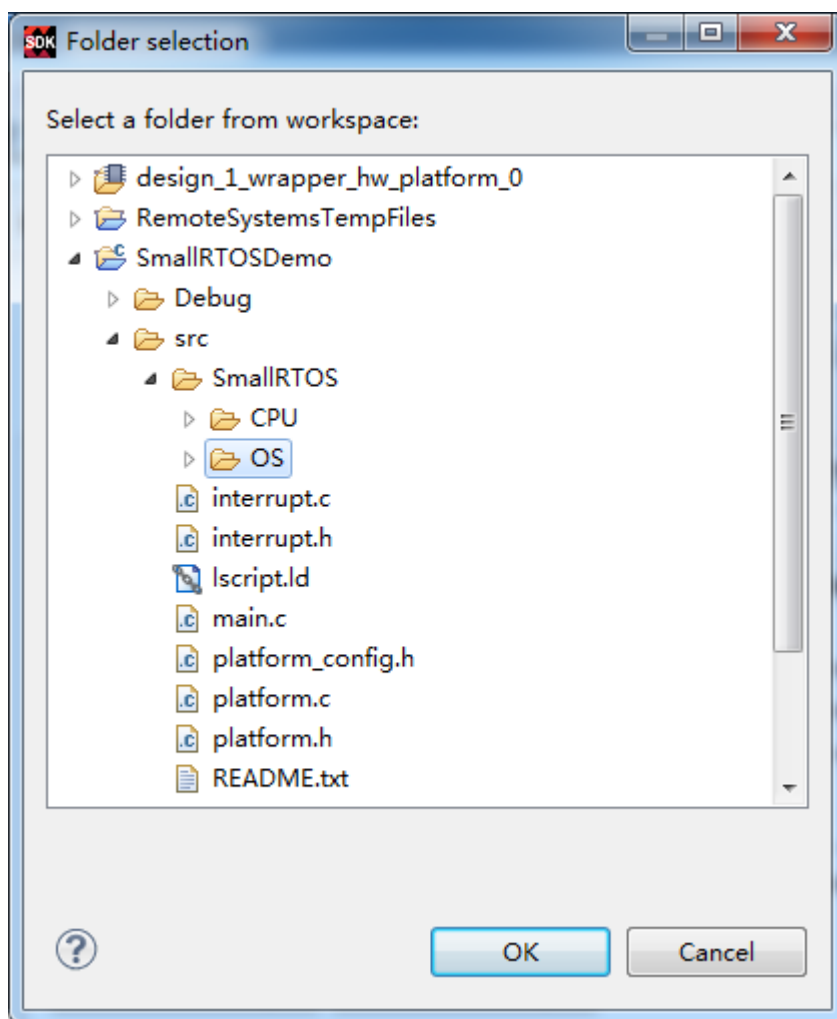 SDK Folder selection
Select a folder from workspace:
design_1_wrapper_hw_platform_0
RemoteSystemsTempFiles
SmallRTOSDemo
Debug
src
SmallRTOS
CPU
OS
.c interrupt.c
.c interrupt.h
lscript.ld
.c main.c
.c platform_config.h
.c platform.c
.c platform.h
README.txt
? OK Cancel